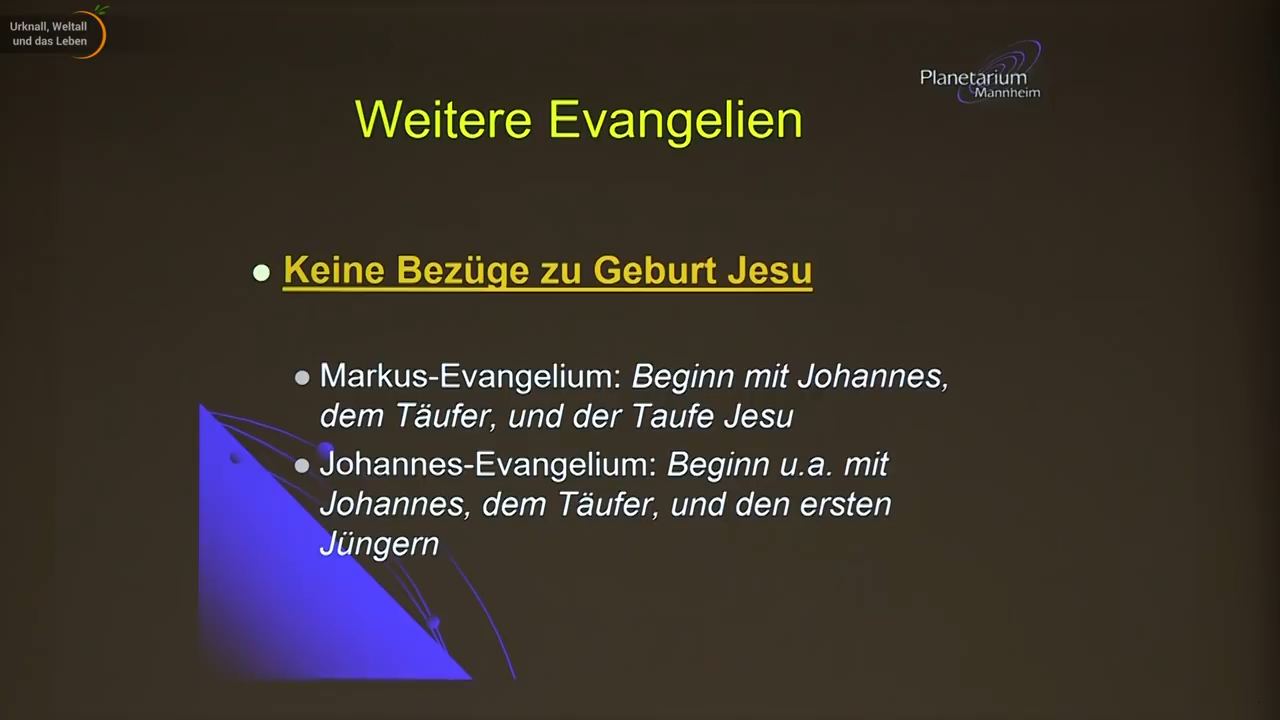 Urknall, Weltall
und das Leben
Planetarium
Mannheim
Weitere Evangelien
Keine Bezüge zu Geburt Jesu
Markus-Evangelium: Beginn mit Johannes,
dem Täufer, und der Taufe Jesu
Johannes-Evangelium: Beginn u.a. mit
Johannes, dem Täufer, und den ersten
Jüngern